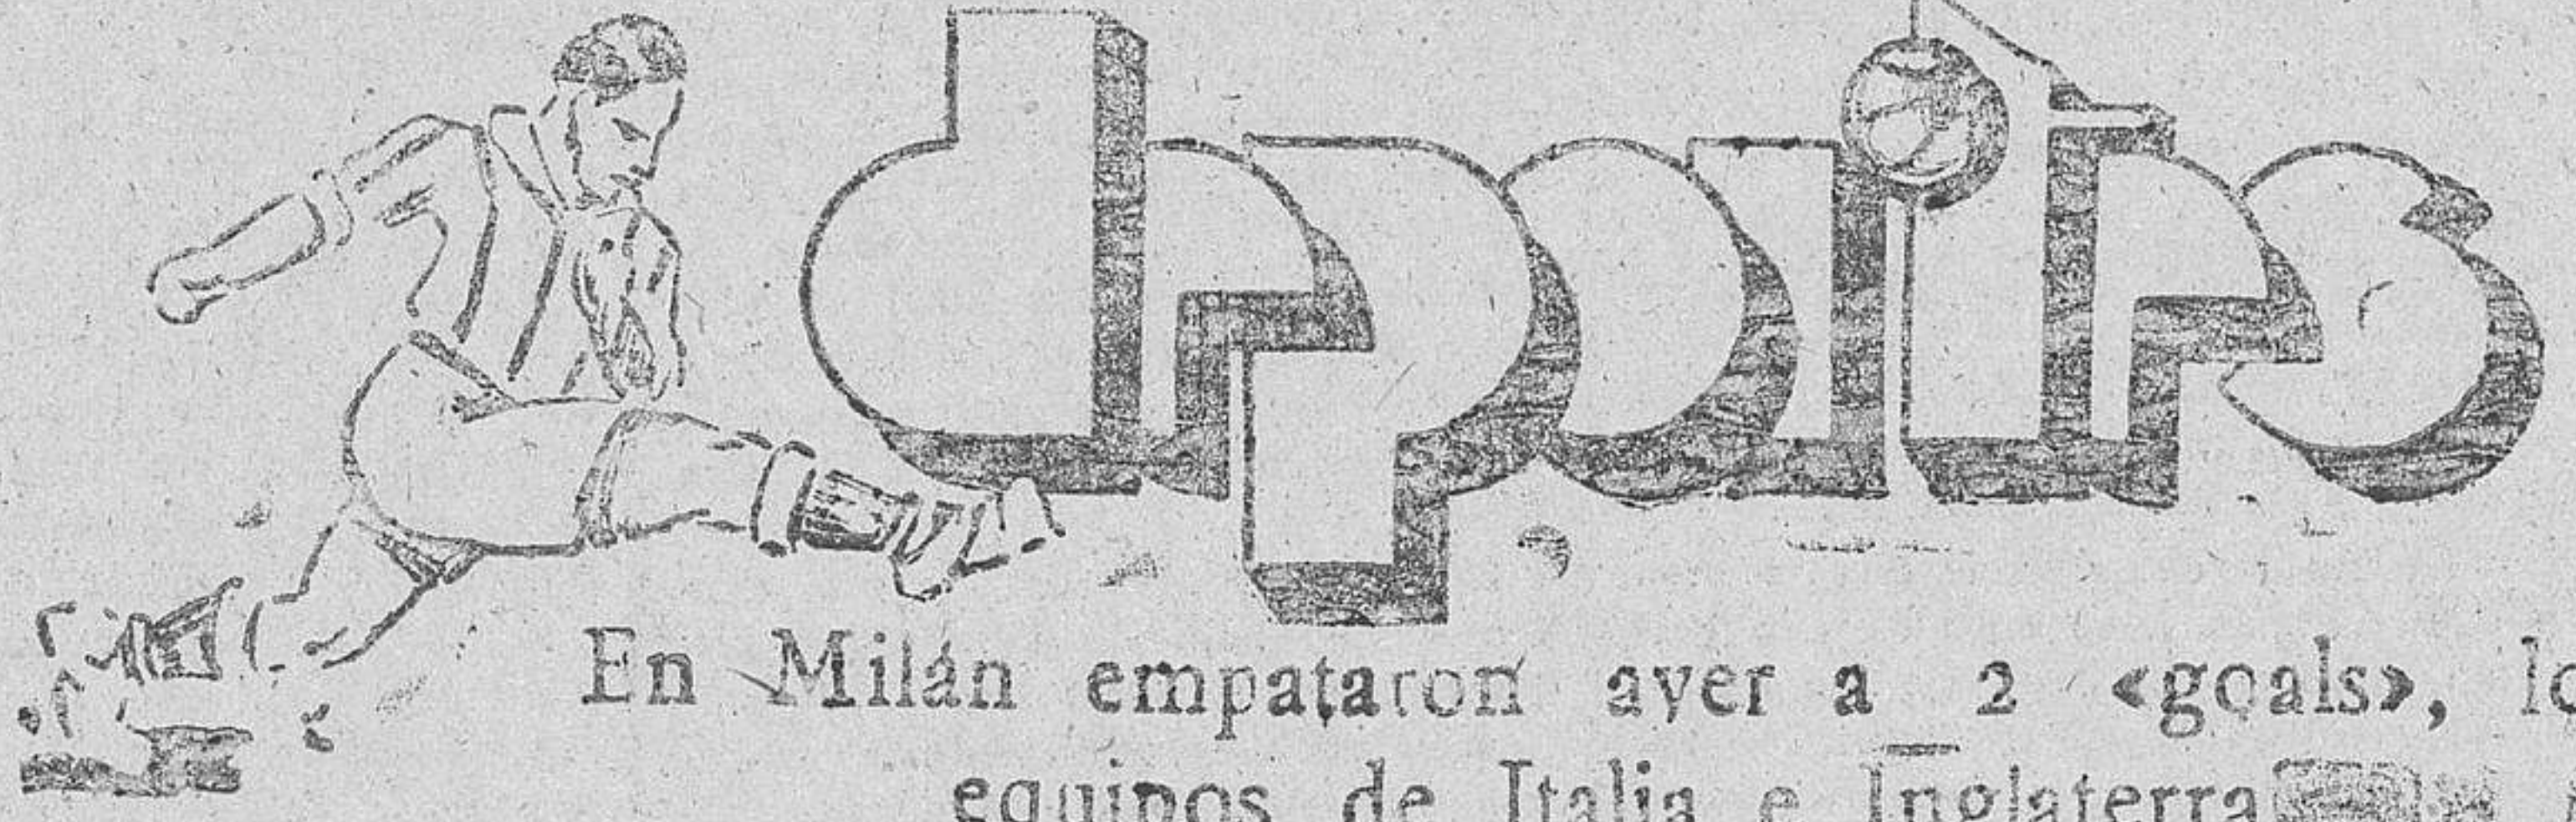 deportes
En Milán empataron ayer a 2 «goals», lo
equipos de Italia e Inglaterra